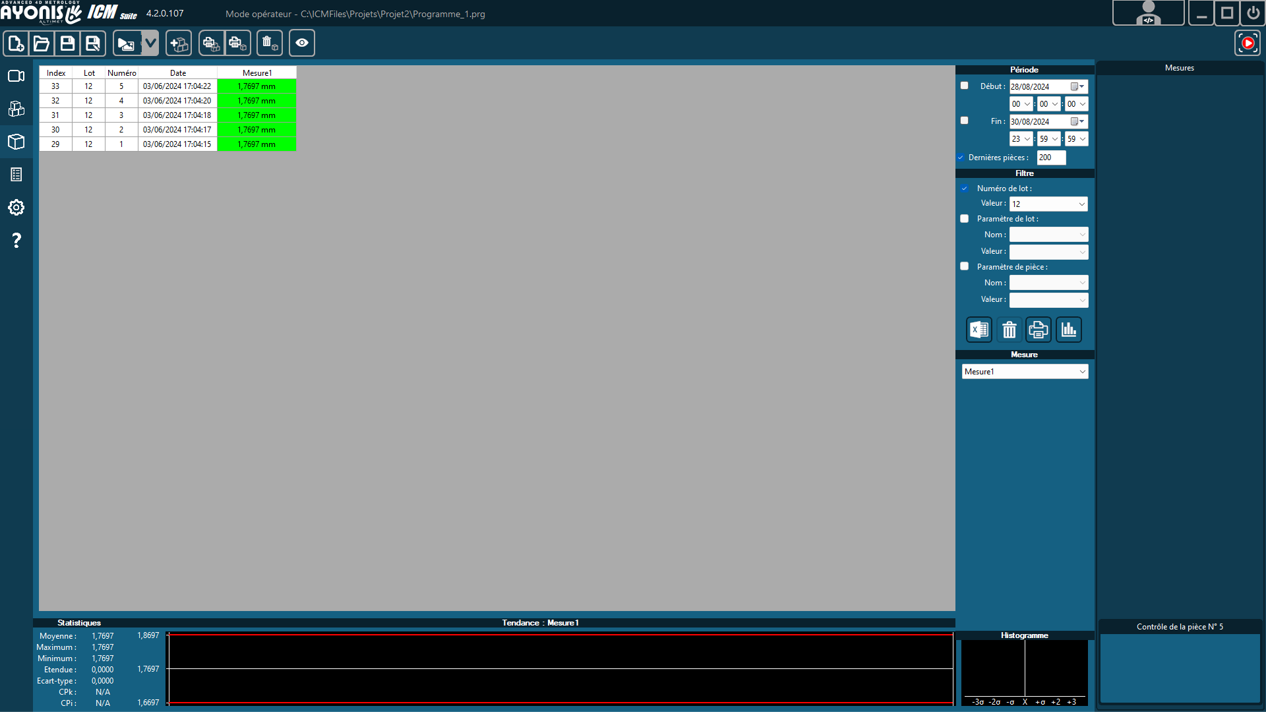 ADVANCED 4D METROLOGY
AYONIS ICM Suite 4.2.0.107 Mode opérateur - C:\ICMFiles\Projets\Projet2\Programme_1.prg
ALTIMET
Index Lot Numéro Date Mesure1
33 12 5 03/06/2024 17:04:22 1,7697 mm
32 12 4 03/06/2024 17:04:20 1,7697 mm
31 12 3 03/06/2024 17:04:18 1,7697 mm
30 12 2 03/06/2024 17:04:17 1,7697 mm
29 12 1 03/06/2024 17:04:15 1,7697 mm
Période
Début : 28/08/2024
00 : 00 : 00
Fin : 30/08/2024
23 : 59 : 59
Dernières pièces : 200
Filtre
Numéro de lot :
Valeur : 12
Paramètre de lot :
Nom :
Valeur :
Paramètre de pièce :
Nom :
Valeur :
Mesure
Mesure1
Mesures
Contrôle de la pièce N° 5
Statistiques
Moyenne : 1,7697
Maximum : 1,7697
Minimum : 1,7697
Etendue : 0,0000
Ecart-type : 0,0000
CPk : N/A
CPi : N/A
Tendance : Mesure1
1,8697
1,7697
1,6697
Histogramme
-3σ -2σ -σ X +σ +2 +3